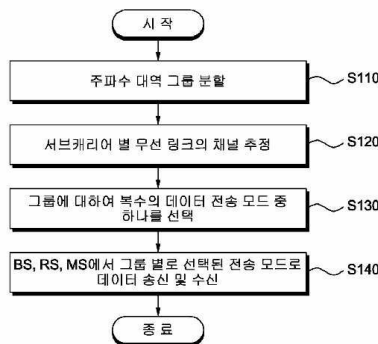 시 작
주파수 대역 그룹 분할
S110
서브캐리어 별 무선 링크의 채널 추정
S120
그룹에 대하여 복수의 데이터 전송 모드 중
하나를 선택
S130
BS, RS, MS에서 그룹 별로 선택된 전송 모드로
데이터 송신 및 수신
S140
종 료